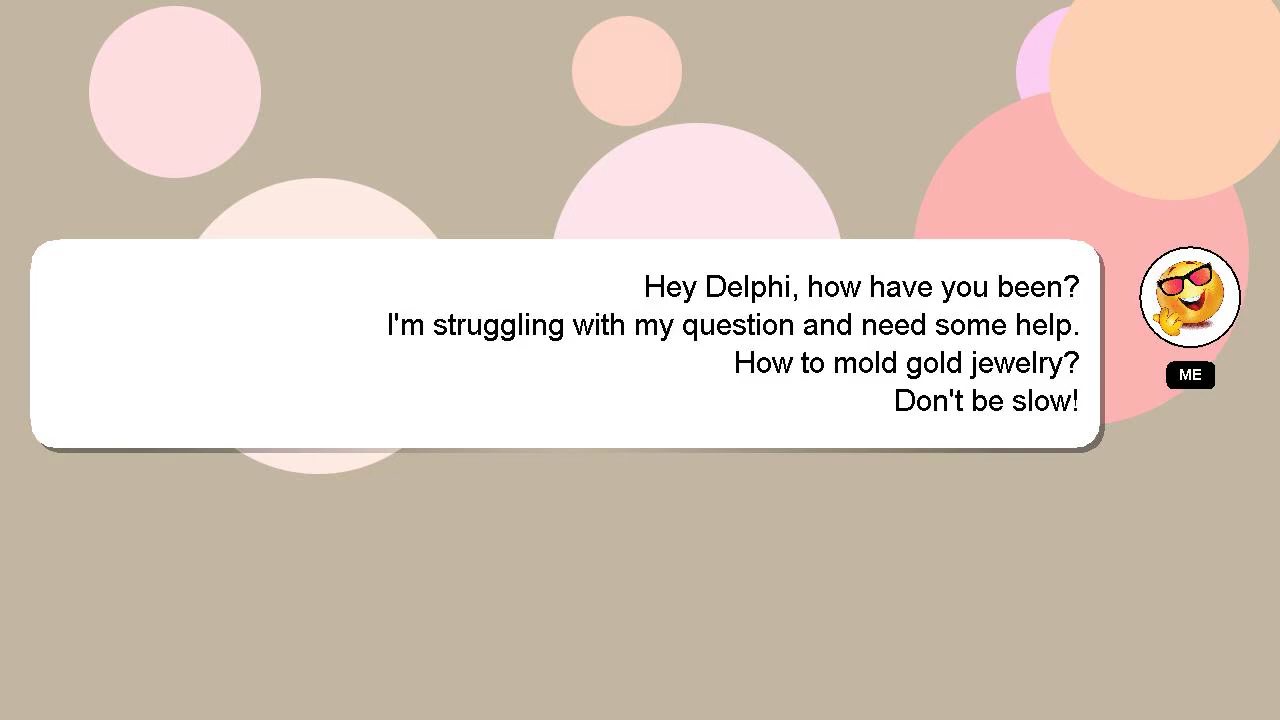 Hey Delphi, how have you been?
I'm struggling with my question and need some help.
How to mold gold jewelry?
Don't be slow!
ME